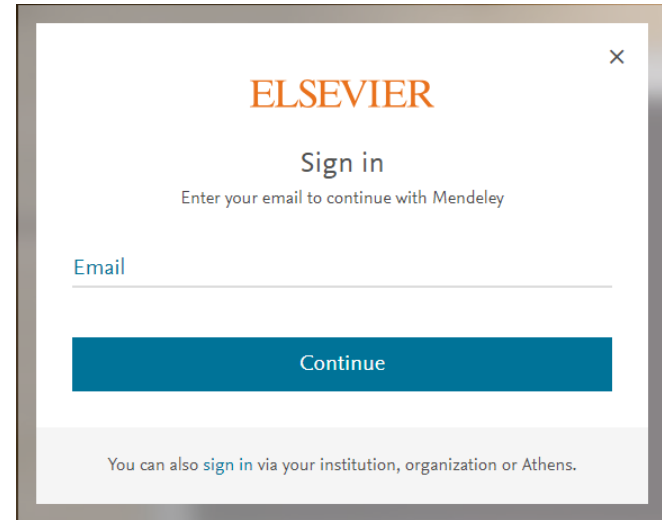 ELSEVIER
Sign in
Enter your email to continue with Mendeley
Email
Continue
You can also sign in via your institution, organization or Athens.